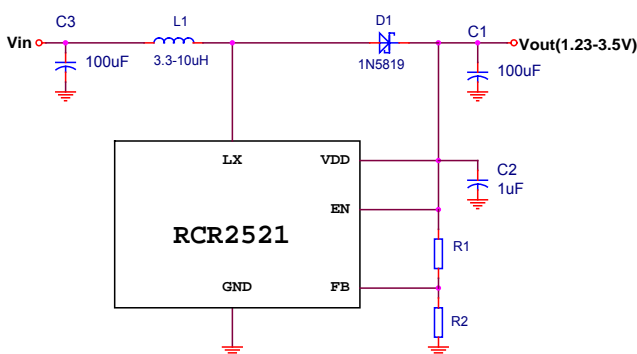 C3
L1
D1
C1
Vin
Vout(1.23-3.5V)
100uF
3.3-10uH
1N5819
100uF
LX
VDD
C2
1uF
EN
RCR2521
R1
GND
FB
R2